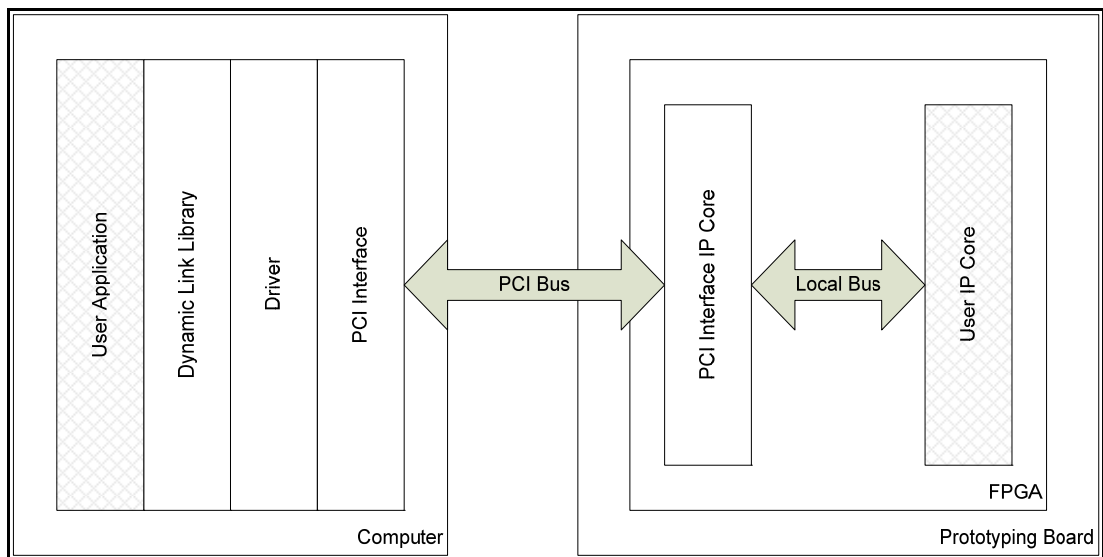 User Application
Dynamic Link Library
Driver
PCI Interface
PCI Bus
PCI Interface IP Core
Local Bus
User IP Core
FPGA
Computer
Prototyping Board